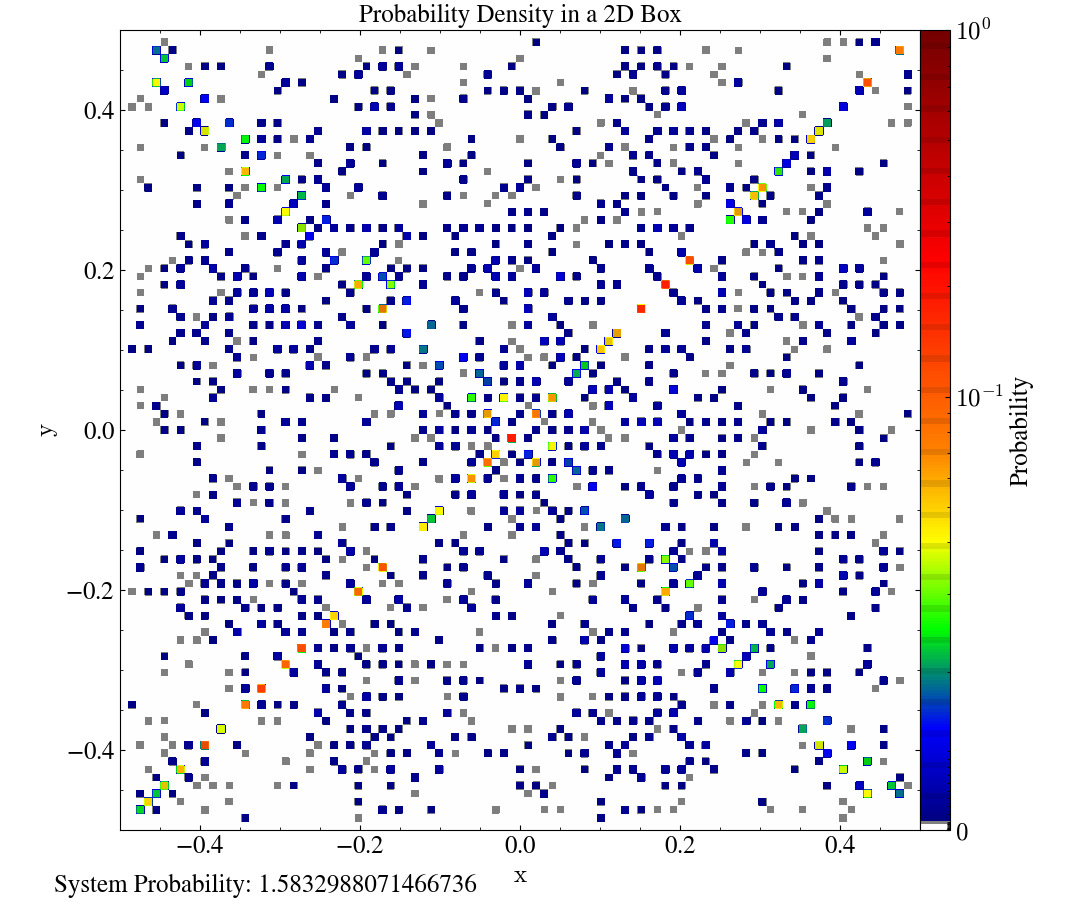 Probability Density in a 2D Box
10⁰
0.4
0.2
0.0
y
10⁻¹
Probability
−0.2
−0.4
0
−0.4 −0.2 0.0 0.2 0.4
x
System Probability: 1.5832988071466736